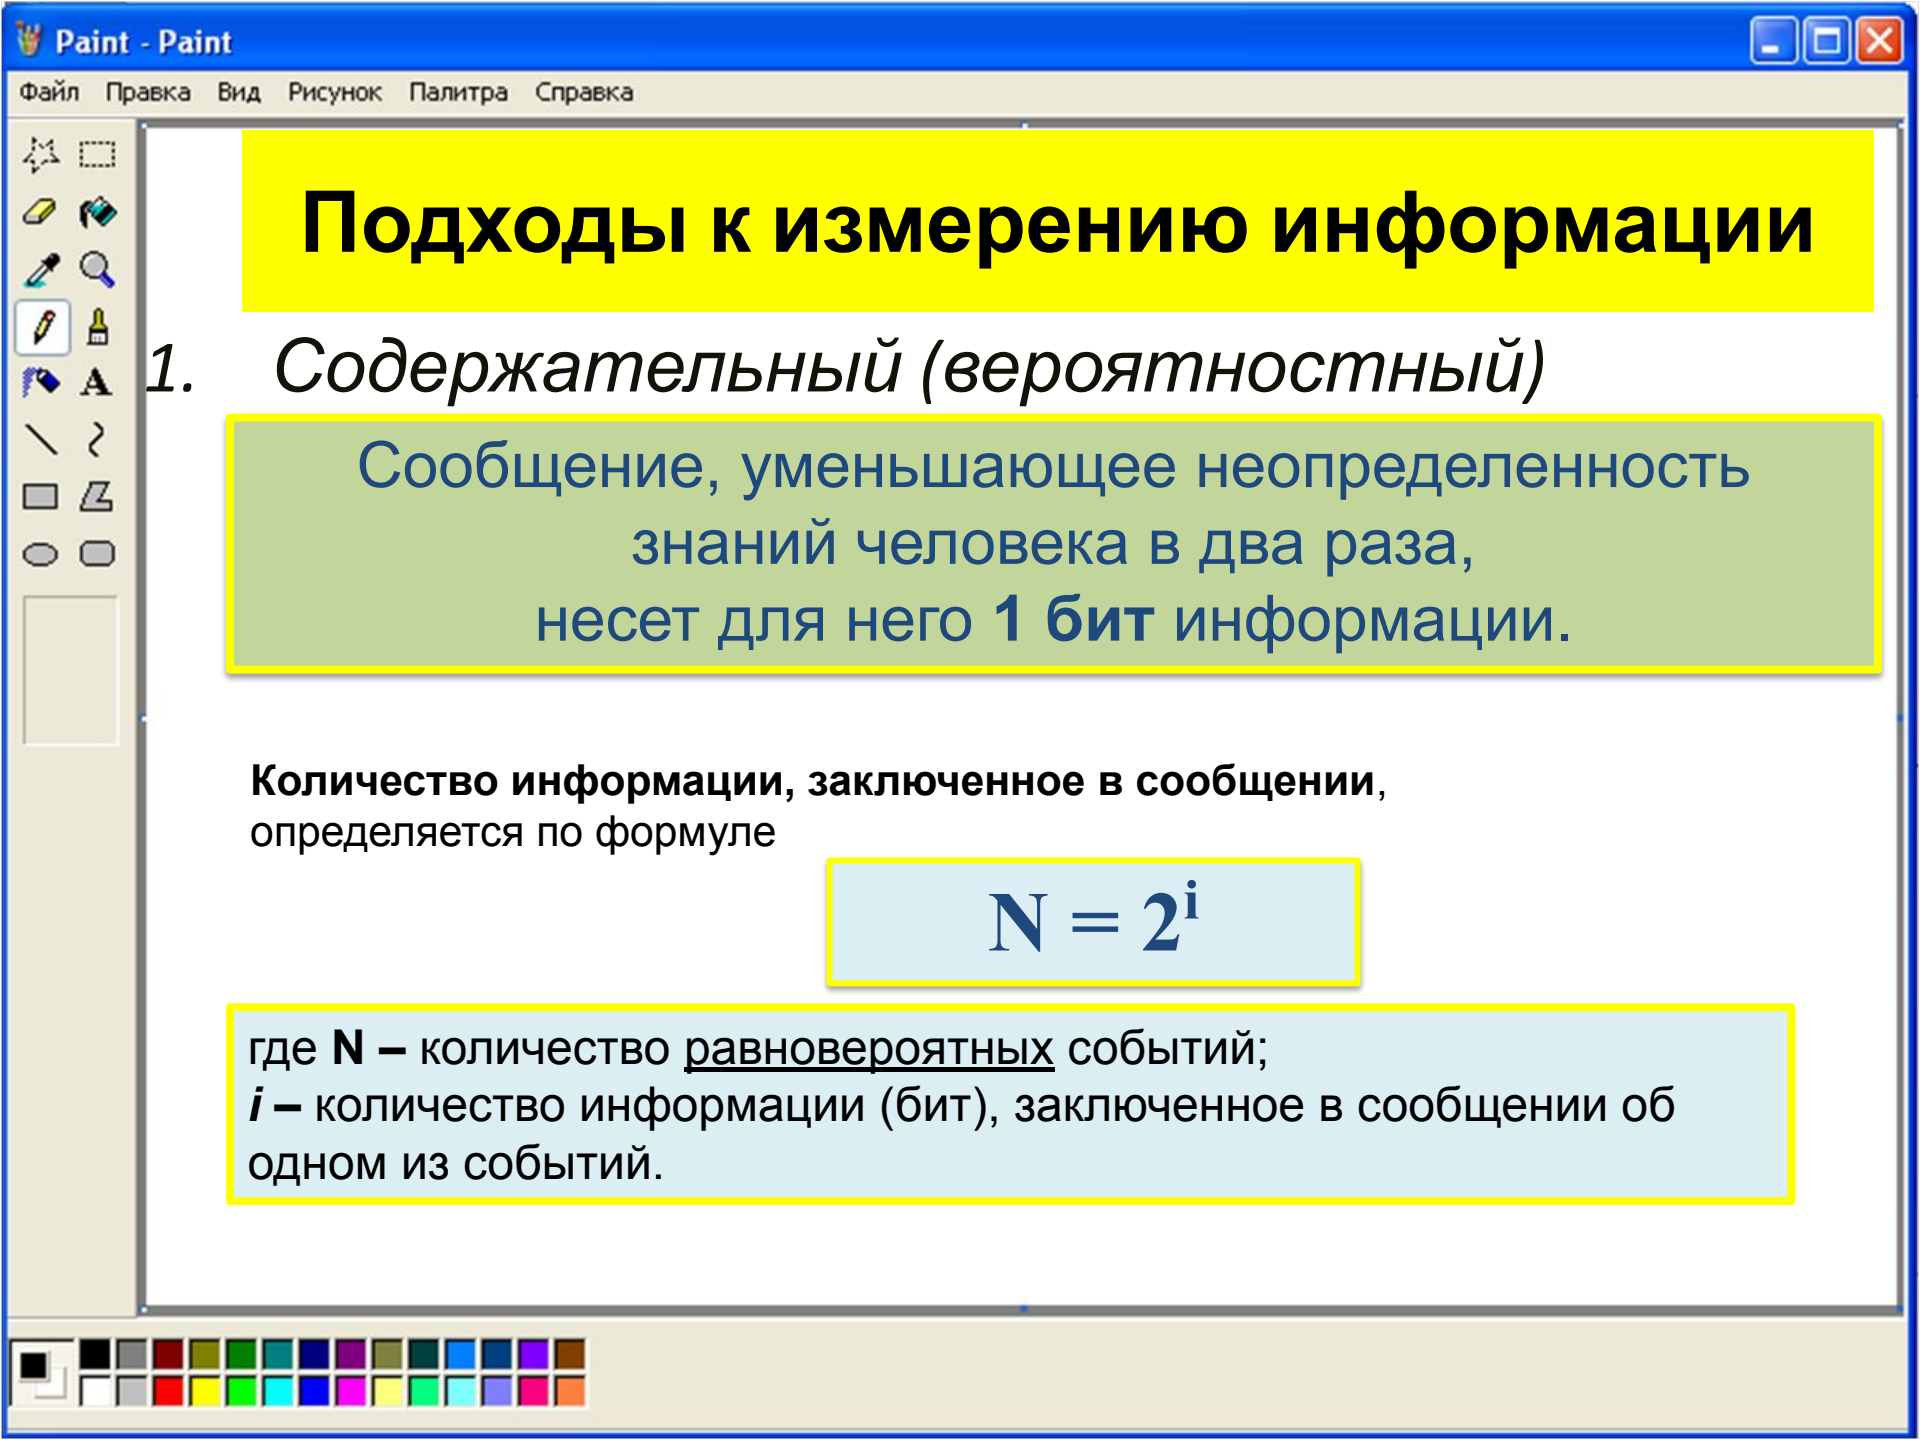 Paint - Paint
Файл Правка Вид Рисунок Палитра Справка
Подходы к измерению информации
1. Содержательный (вероятностный)
Сообщение, уменьшающее неопределенность
знаний человека в два раза,
несет для него 1 бит информации.
Количество информации, заключенное в сообщении,
определяется по формуле
N = 2^i
где N – количество равновероятных событий;
i – количество информации (бит), заключенное в сообщении об
одном из событий.
A